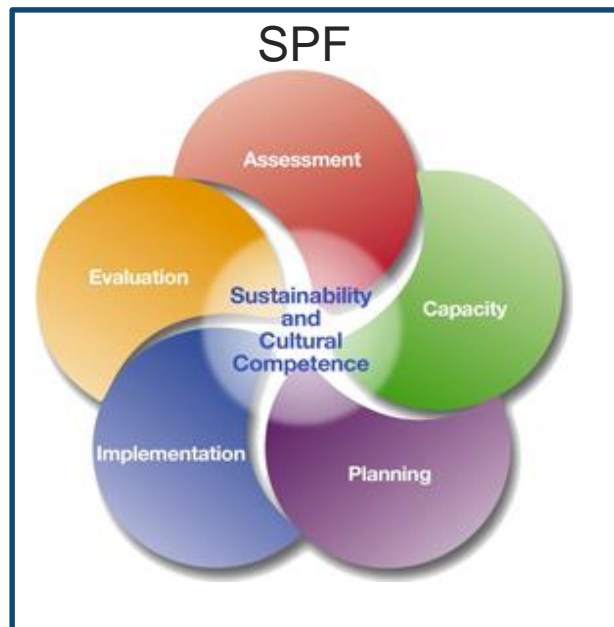 SPF
Assessment
Capacity
Planning
Implementation
Evaluation
Sustainability
and
Cultural
Competence